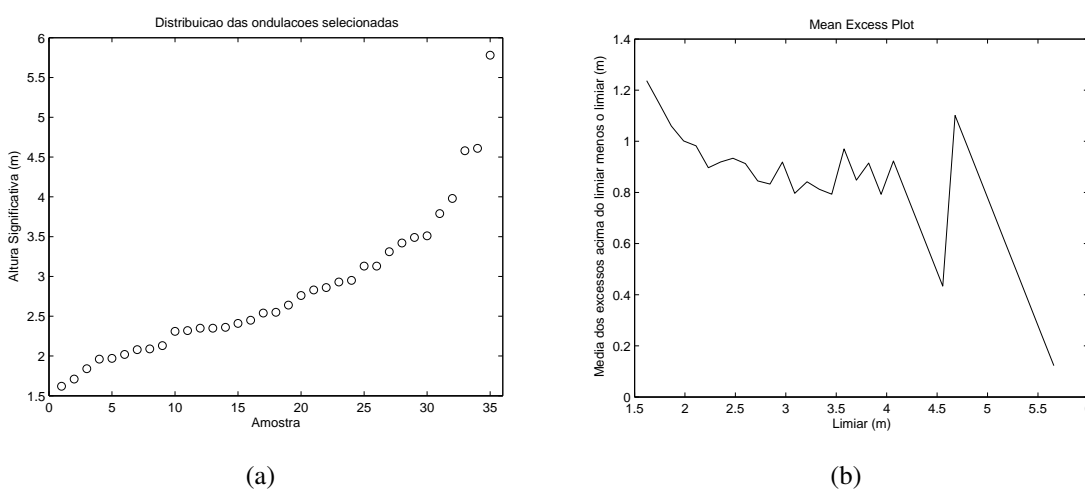 Distribuicao das ondulacoes selecionadas
Altura Significativa (m)
6
5.5
5
4.5
4
3.5
3
2.5
2
1.5
0 5 10 15 20 25 30 35
Amostra
(a)
Mean Excess Plot
Media dos excessos acima do limiar menos o limiar (m)
1.4
1.2
1
0.8
0.6
0.4
0.2
0
1.5 2 2.5 3 3.5 4 4.5 5 5.5
Limiar (m)
(b)